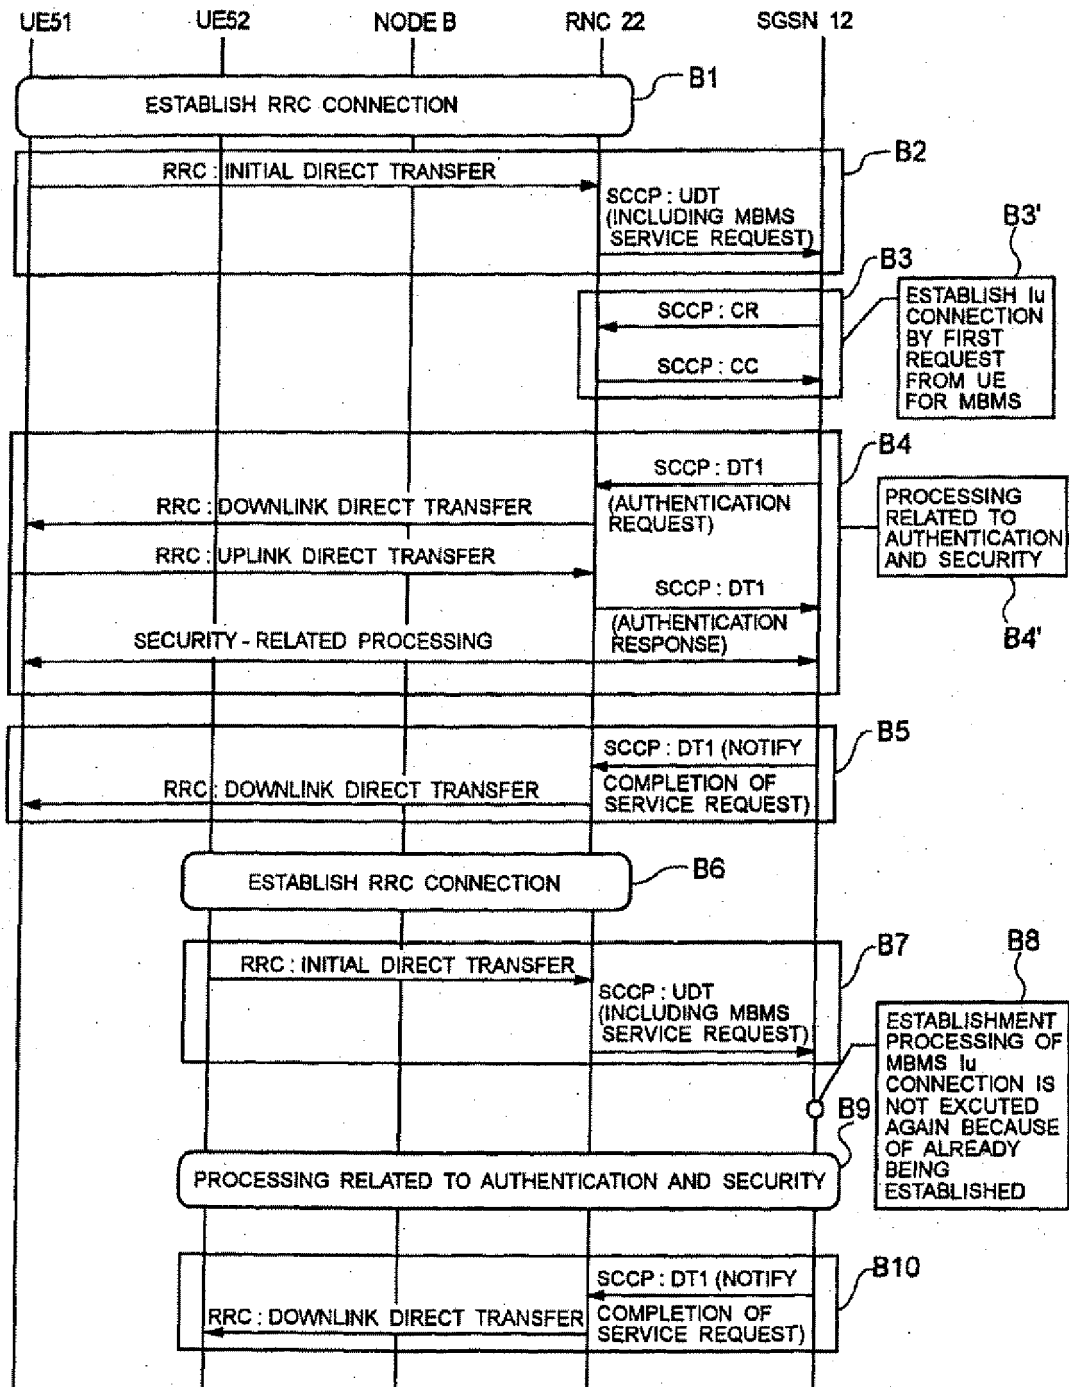 UE51 UE52 NODE B RNC 22 SGSN 12
B1
ESTABLISH RRC CONNECTION
B2
RRC : INITIAL DIRECT TRANSFER
SCCP : UDT
(INCLUDING MBMS
SERVICE REQUEST)
B3'
B3
ESTABLISH Iu
CONNECTION
BY FIRST
REQUEST
FROM UE
FOR MBMS
SCCP : CR
SCCP : CC
B4
SCCP : DT1
(AUTHENTICATION
REQUEST)
RRC : DOWNLINK DIRECT TRANSFER
PROCESSING
RELATED TO
AUTHENTICATION
AND SECURITY
B4'
RRC : UPLINK DIRECT TRANSFER
SCCP : DT1
(AUTHENTICATION
RESPONSE)
SECURITY - RELATED PROCESSING
B5
SCCP : DT1 (NOTIFY
COMPLETION OF
SERVICE REQUEST)
RRC : DOWNLINK DIRECT TRANSFER
B6
ESTABLISH RRC CONNECTION
B7
RRC : INITIAL DIRECT TRANSFER
SCCP : UDT
(INCLUDING MBMS
SERVICE REQUEST)
B8
ESTABLISHMENT
PROCESSING OF
MBMS Iu
CONNECTION IS
NOT EXCUTED
AGAIN BECAUSE
OF ALREADY
BEING
ESTABLISHED
B9
PROCESSING RELATED TO AUTHENTICATION AND SECURITY
B10
SCCP : DT1 (NOTIFY
COMPLETION OF
SERVICE REQUEST)
RRC : DOWNLINK DIRECT TRANSFER